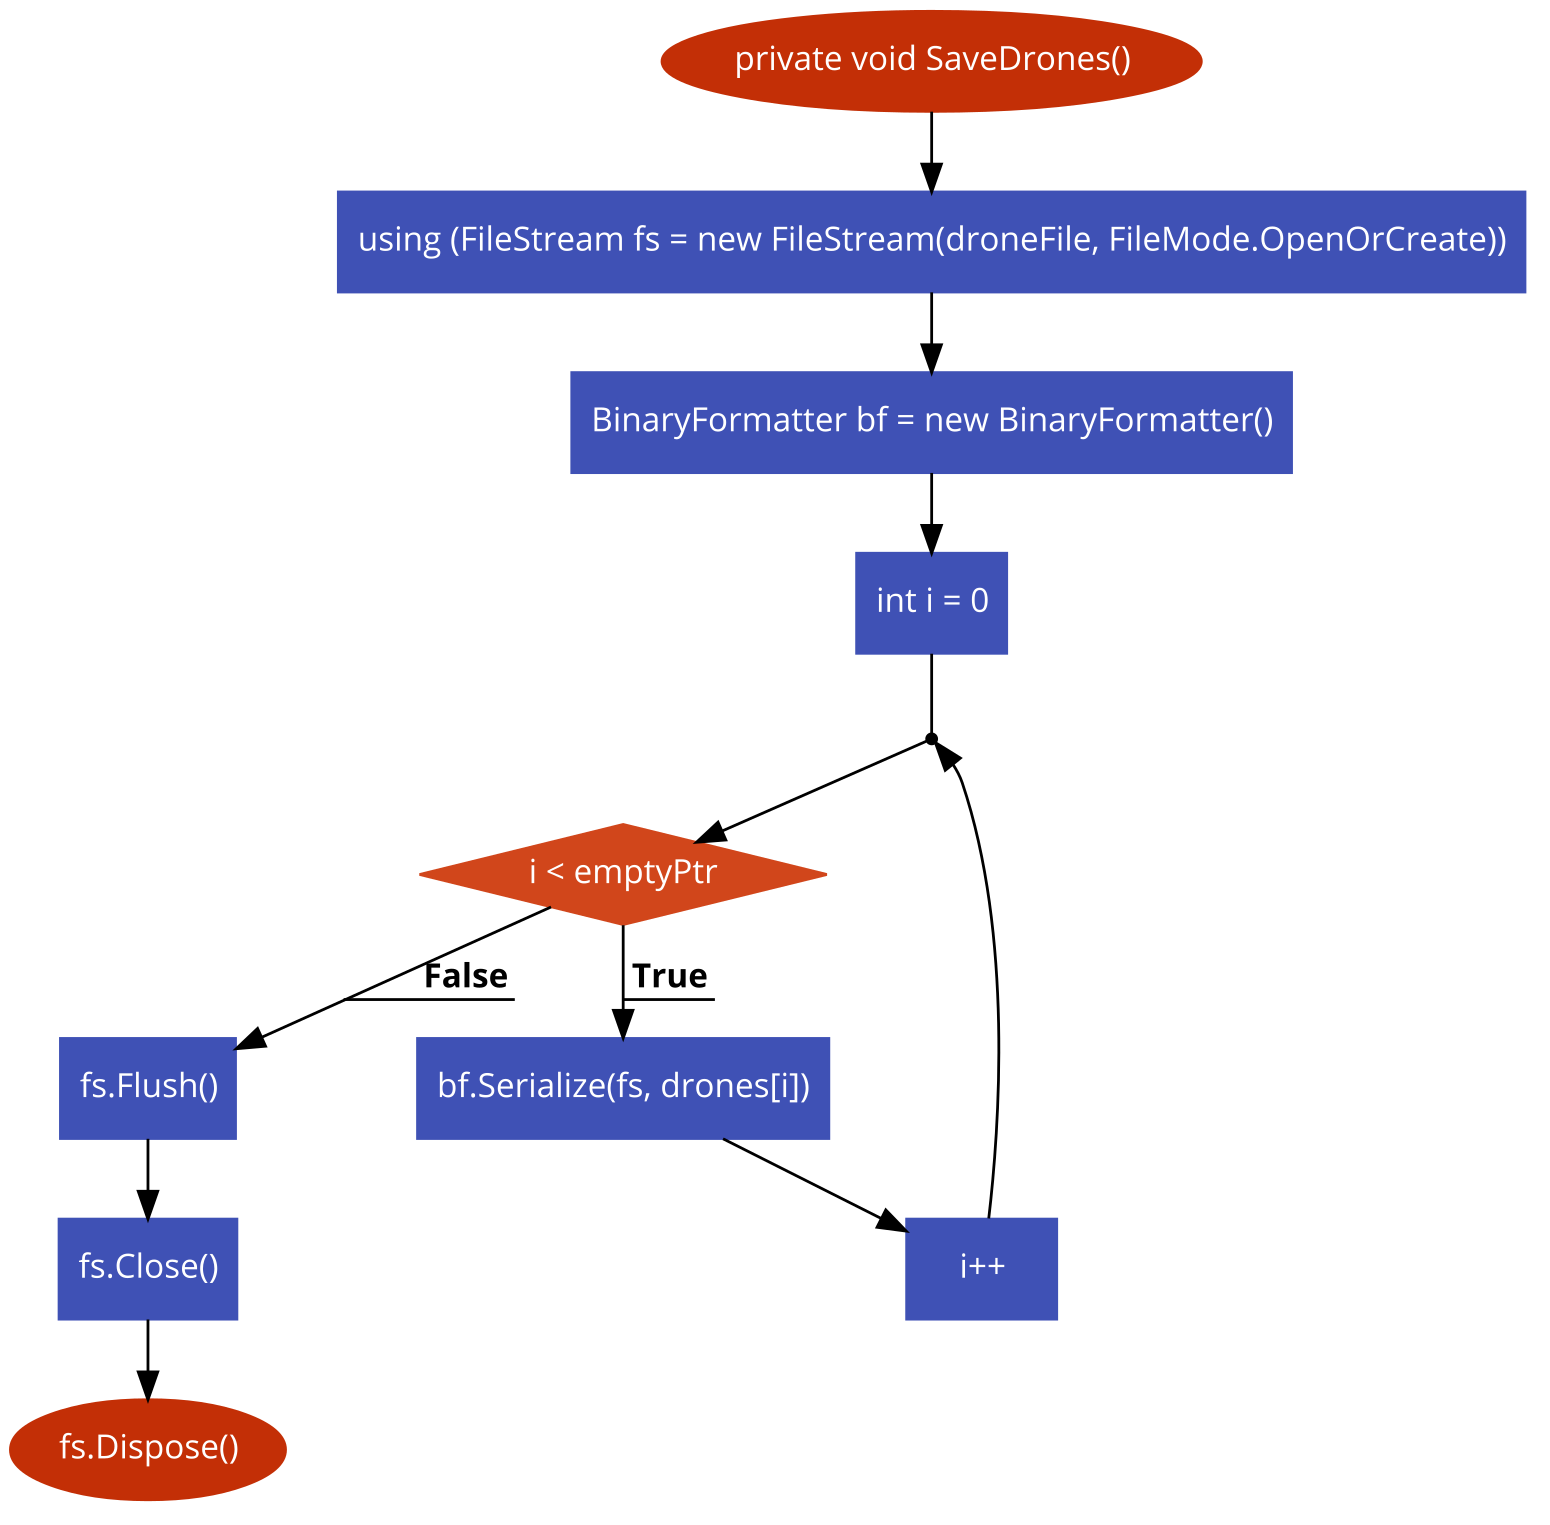 private void SaveDrones()
using (FileStream fs = new FileStream(droneFile, FileMode.OpenOrCreate))
BinaryFormatter bf = new BinaryFormatter()
int i = 0
i < emptyPtr
False
True
fs.Flush()
bf.Serialize(fs, drones[i])
fs.Close()
i++
fs.Dispose()